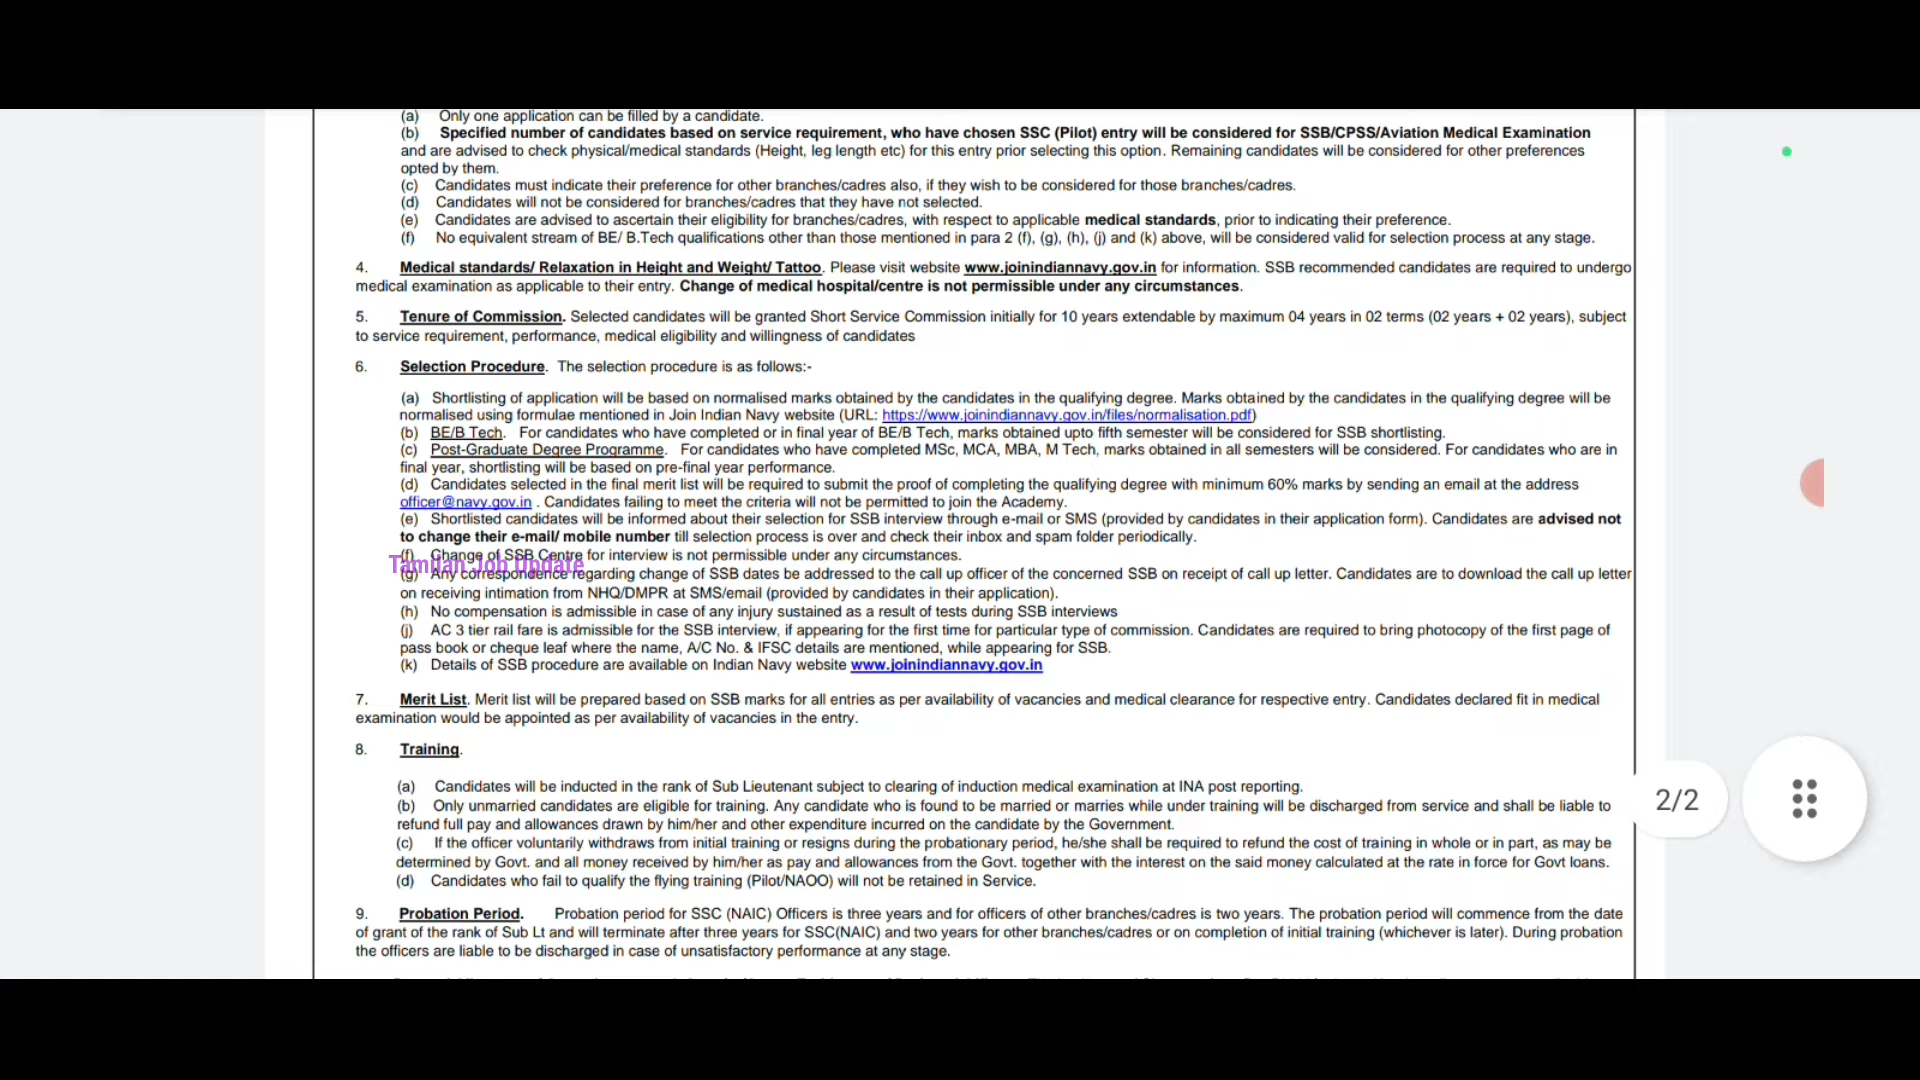 (a) Only one application can be filled by a candidate.
(b) Specified number of candidates based on service requirement, who have chosen SSC (Pilot) entry will be considered for SSB/CPSS/Aviation Medical Examination
and are advised to check physical/medical standards (Height, leg length etc) for this entry prior selecting this option. Remaining candidates will be considered for other preferences
opted by them.
(c) Candidates must indicate their preference for other branches/cadres also, if they wish to be considered for those branches/cadres.
(d) Candidates will not be considered for branches/cadres that they have not selected.
(e) Candidates are advised to ascertain their eligibility for branches/cadres, with respect to applicable medical standards, prior to indicating their preference.
(f) No equivalent stream of BE/ B.Tech qualifications other than those mentioned in para 2 (f), (g), (h), (j) and (k) above, will be considered valid for selection process at any stage.
4. Medical standards/ Relaxation in Height and Weight/ Tattoo. Please visit website www.joinindiannavy.gov.in for information. SSB recommended candidates are required to undergo
medical examination as applicable to their entry. Change of medical hospital/centre is not permissible under any circumstances.
5. Tenure of Commission. Selected candidates will be granted Short Service Commission initially for 10 years extendable by maximum 04 years in 02 terms (02 years + 02 years), subject
to service requirement, performance, medical eligibility and willingness of candidates
6. Selection Procedure. The selection procedure is as follows:-
(a) Shortlisting of application will be based on normalised marks obtained by the candidates in the qualifying degree. Marks obtained by the candidates in the qualifying degree will be
normalised using formulae mentioned in Join Indian Navy website (URL: https://www.joinindiannavy.gov.in/files/normalisation.pdf)
(b) BE/B Tech. For candidates who have completed or in final year of BE/B Tech, marks obtained upto fifth semester will be considered for SSB shortlisting.
(c) Post-Graduate Degree Programme. For candidates who have completed MSc, MCA, MBA, M Tech, marks obtained in all semesters will be considered. For candidates who are in
final year, shortlisting will be based on pre-final year performance.
(d) Candidates selected in the final merit list will be required to submit the proof of completing the qualifying degree with minimum 60% marks by sending an email at the address
officer@navy.gov.in . Candidates failing to meet the criteria will not be permitted to join the Academy.
(e) Shortlisted candidates will be informed about their selection for SSB interview through e-mail or SMS (provided by candidates in their application form). Candidates are advised not
to change their e-mail/ mobile number till selection process is over and check their inbox and spam folder periodically.
(f) Change of SSB Centre for interview is not permissible under any circumstances.
Tamilan Job Update
(g) Any correspondence regarding change of SSB dates be addressed to the call up officer of the concerned SSB on receipt of call up letter. Candidates are to download the call up letter
on receiving intimation from NHQ/DMPR at SMS/email (provided by candidates in their application).
(h) No compensation is admissible in case of any injury sustained as a result of tests during SSB interviews
(j) AC 3 tier rail fare is admissible for the SSB interview, if appearing for the first time for particular type of commission. Candidates are required to bring photocopy of the first page of
pass book or cheque leaf where the name, A/C No. & IFSC details are mentioned, while appearing for SSB.
(k) Details of SSB procedure are available on Indian Navy website www.joinindiannavy.gov.in
7. Merit List. Merit list will be prepared based on SSB marks for all entries as per availability of vacancies and medical clearance for respective entry. Candidates declared fit in medical
examination would be appointed as per availability of vacancies in the entry.
8. Training.
(a) Candidates will be inducted in the rank of Sub Lieutenant subject to clearing of induction medical examination at INA post reporting.
(b) Only unmarried candidates are eligible for training. Any candidate who is found to be married or marries while under training will be discharged from service and shall be liable to
refund full pay and allowances drawn by him/her and other expenditure incurred on the candidate by the Government.
(c) If the officer voluntarily withdraws from initial training or resigns during the probationary period, he/she shall be required to refund the cost of training in whole or in part, as may be
determined by Govt. and all money received by him/her as pay and allowances from the Govt. together with the interest on the said money calculated at the rate in force for Govt loans.
(d) Candidates who fail to qualify the flying training (Pilot/NAOO) will not be retained in Service.
2/2
9. Probation Period. Probation period for SSC (NAIC) Officers is three years and for officers of other branches/cadres is two years. The probation period will commence from the date
of grant of the rank of Sub Lt and will terminate after three years for SSC(NAIC) and two years for other branches/cadres or on completion of initial training (whichever is later). During probation
the officers are liable to be discharged in case of unsatisfactory performance at any stage.